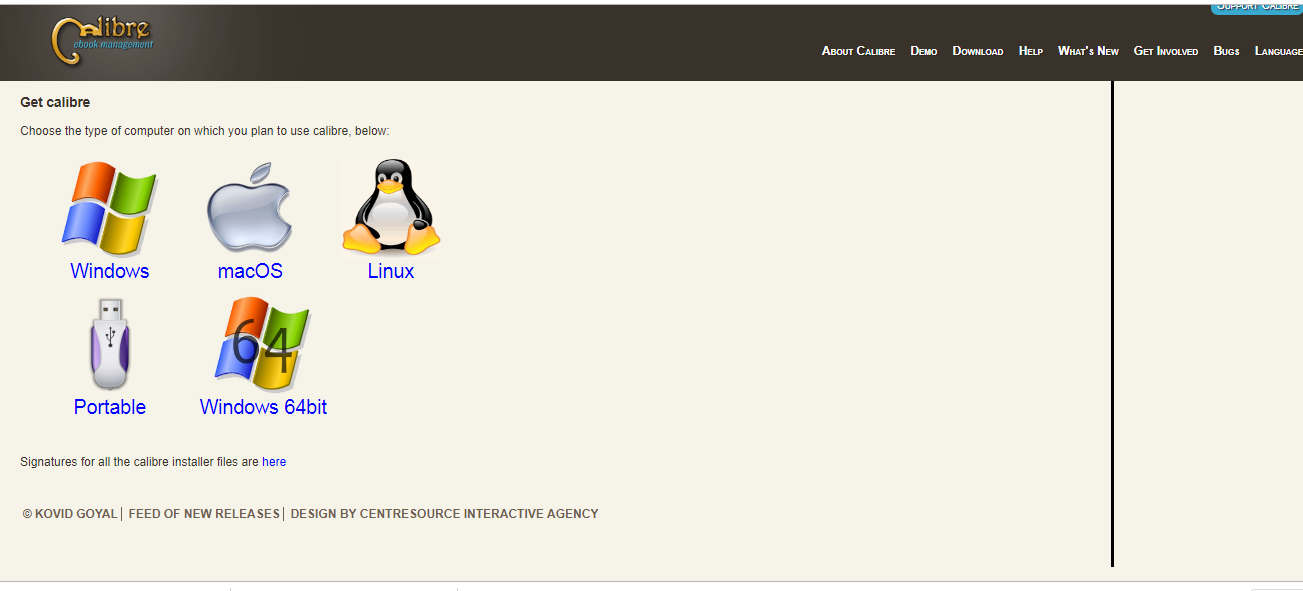 Support Calibre
Calibre
ebook management
About Calibre Demo Download Help What's New Get Involved Bugs Language
Get calibre
Choose the type of computer on which you plan to use calibre, below:
Windows macOS Linux
64
Portable Windows 64bit
Signatures for all the calibre installer files are here
© KOVID GOYAL | FEED OF NEW RELEASES | DESIGN BY CENTRESOURCE INTERACTIVE AGENCY